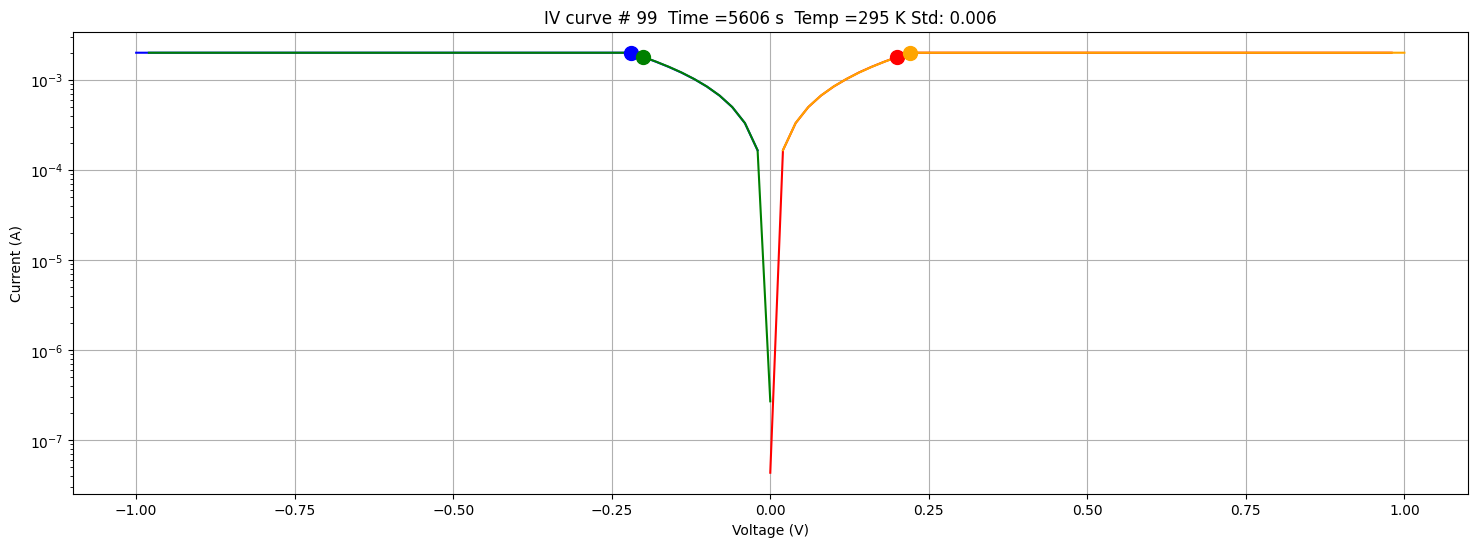 IV curve # 99  Time =5606 s  Temp =295 K Std: 0.006
Current (A)
10⁻³
10⁻⁴
10⁻⁵
10⁻⁶
10⁻⁷
−1.00 −0.75 −0.50 −0.25 0.00 0.25 0.50 0.75 1.00
Voltage (V)